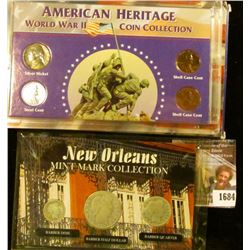 AMERICAN HERITAGE
WORLD WAR II COIN COLLECTION
Silver Nickel
Shell Case Cent
Steel Cent
Shell Case Cent
New Orleans
MINT MARK COLLECTION
BARBER DIME
BARBER HALF DOLLAR
BARBER QUARTER
1684